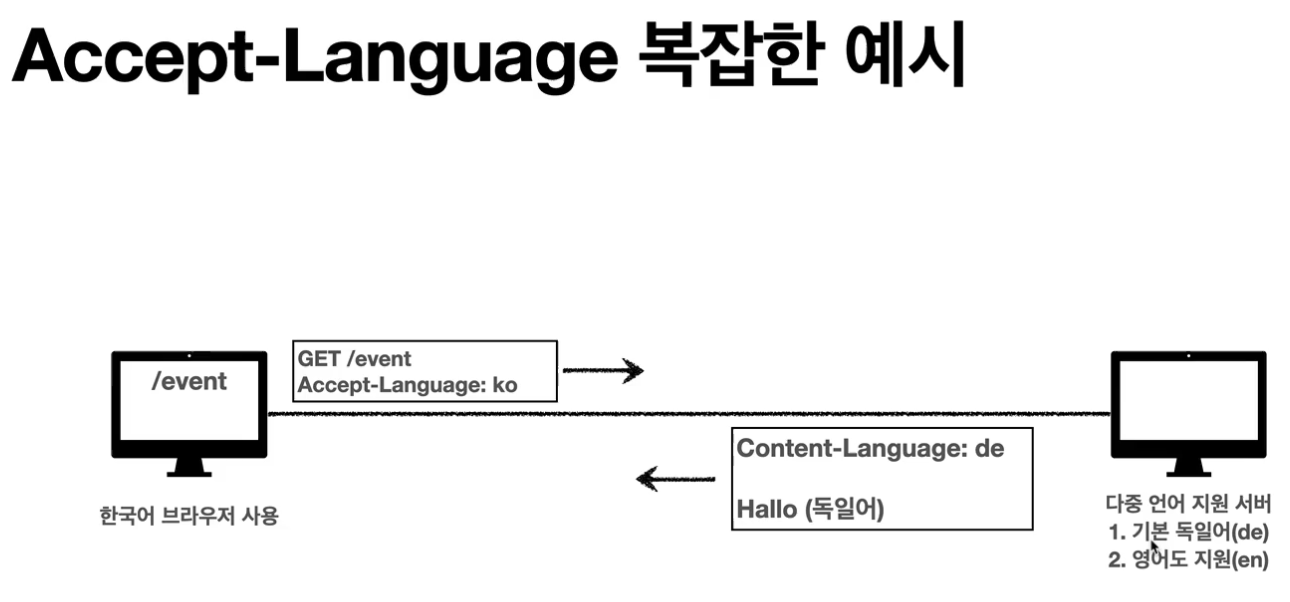 Accept-Language 복잡한 예시
/event
GET /event
Accept-Language: ko
Content-Language: de
Hallo (독일어)
한국어 브라우저 사용
다중 언어 지원 서버
1. 기본 독일어(de)
2. 영어도 지원(en)